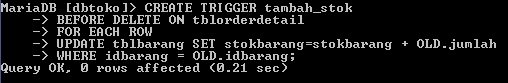 MariaDB [dbtoko]> CREATE TRIGGER tambah_stok
    -> BEFORE DELETE ON tblorderdetail
    -> FOR EACH ROW
    -> UPDATE tblbarang SET stokbarang=stokbarang + OLD.jumlah
    -> WHERE idbarang = OLD.idbarang;
Query OK, 0 rows affected (0.21 sec)